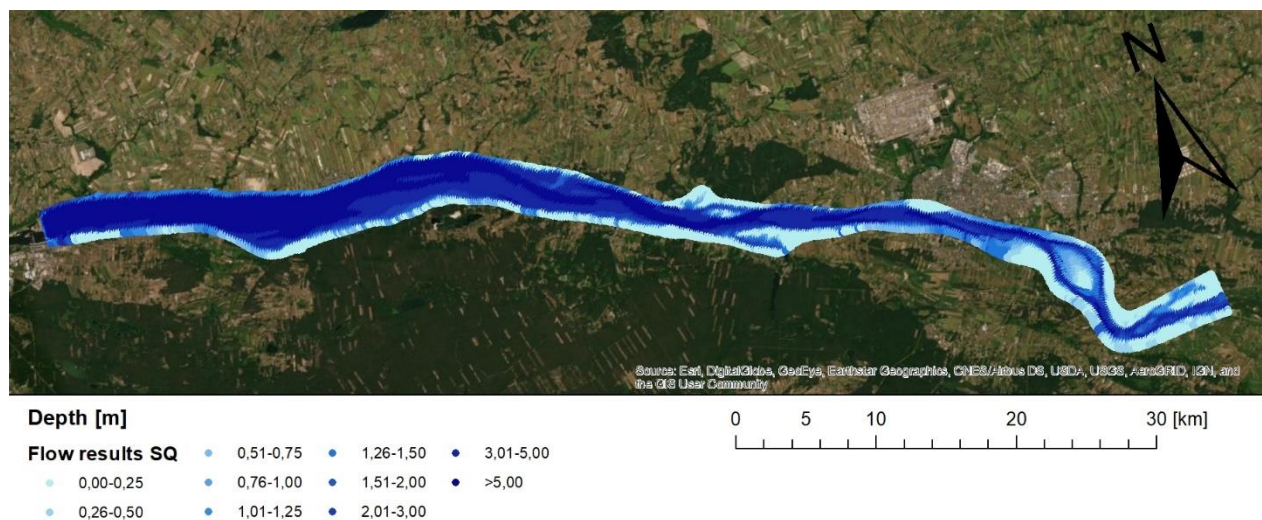 N
Source: Esri, DigitalGlobe, GeoEye, Earthstar Geographics, CNES/Airbus DS, USDA, USGS, AeroGRID, IGN, and
the GIS User Community
Depth [m]
Flow results SQ
0,00-0,25
0,26-0,50
0,51-0,75
0,76-1,00
1,01-1,25
1,26-1,50
1,51-2,00
2,01-3,00
3,01-5,00
>5,00
0 5 10 20 30 [km]